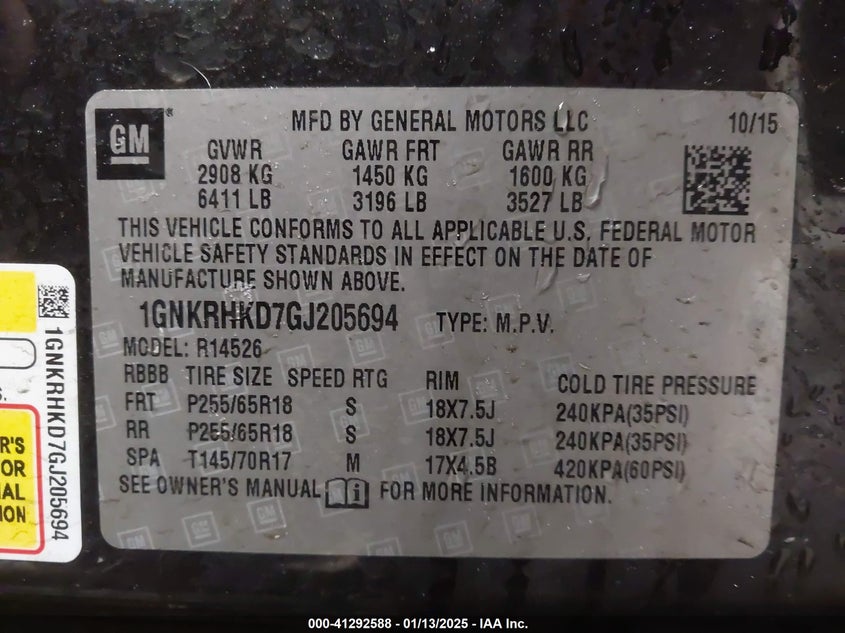 GM
MFD BY GENERAL MOTORS LLC 10/15
GVWR GAWR FRT GAWR RR
2908 KG 1450 KG 1600 KG
6411 LB 3196 LB 3527 LB
THIS VEHICLE CONFORMS TO ALL APPLICABLE U.S. FEDERAL MOTOR
VEHICLE SAFETY STANDARDS IN EFFECT ON THE DATE OF
MANUFACTURE SHOWN ABOVE.
1GNKRHKD7GJ205694 TYPE: M.P.V.
MODEL: R14526
RBBB TIRE SIZE SPEED RTG RIM COLD TIRE PRESSURE
FRT P255/65R18 S 18X7.5J 240KPA(35PSI)
RR P255/65R18 S 18X7.5J 240KPA(35PSI)
SPA T145/70R17 M 17X4.5B 420KPA(60PSI)
SEE OWNER'S MANUAL FOR MORE INFORMATION.
1GNKRHKD7GJ205694
000-41292588 - 01/13/2025 - IAA Inc.